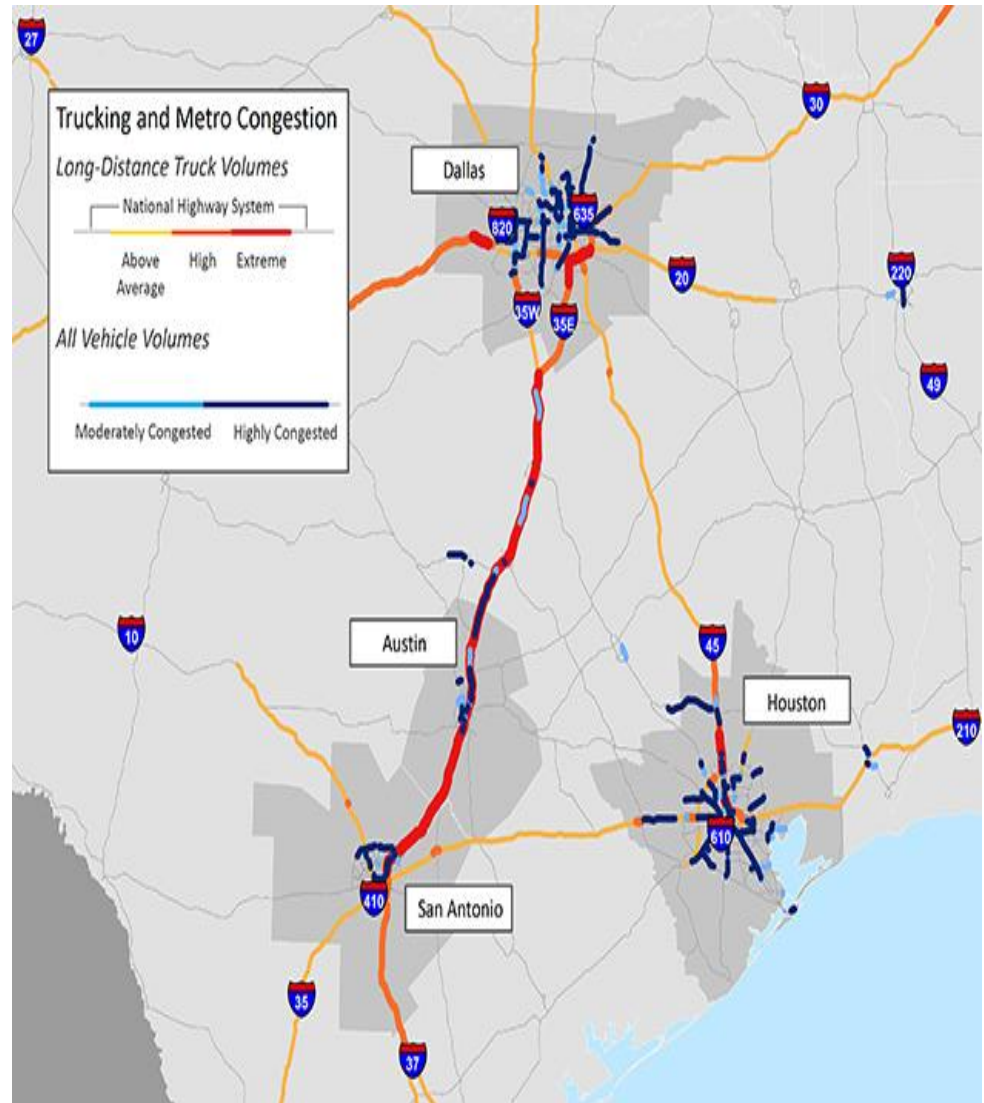 27
Trucking and Metro Congestion
Long-Distance Truck Volumes
National Highway System
Above
Average
High
Extreme
All Vehicle Volumes
Moderately Congested
Highly Congested
30
Dallas
820
635
20
220
35W
35E
49
10
Austin
45
Houston
210
610
410
San Antonio
35
37